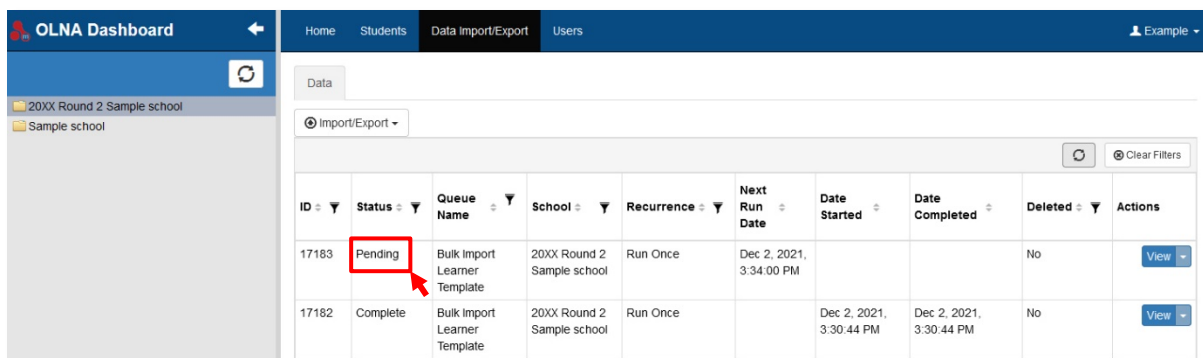 OLNA Dashboard
Home Students Data Import/Export Users Example
Data
20XX Round 2 Sample school
Sample school
Import/Export
Clear Filters
ID Status Queue Name School Recurrence Next Run Date Date Started Date Completed Deleted Actions
17183 Pending Bulk Import Learner Template 20XX Round 2 Sample school Run Once Dec 2, 2021, 3:34:00 PM No View
17182 Complete Bulk Import Learner Template 20XX Round 2 Sample school Run Once Dec 2, 2021, 3:30:44 PM Dec 2, 2021, 3:30:44 PM No View